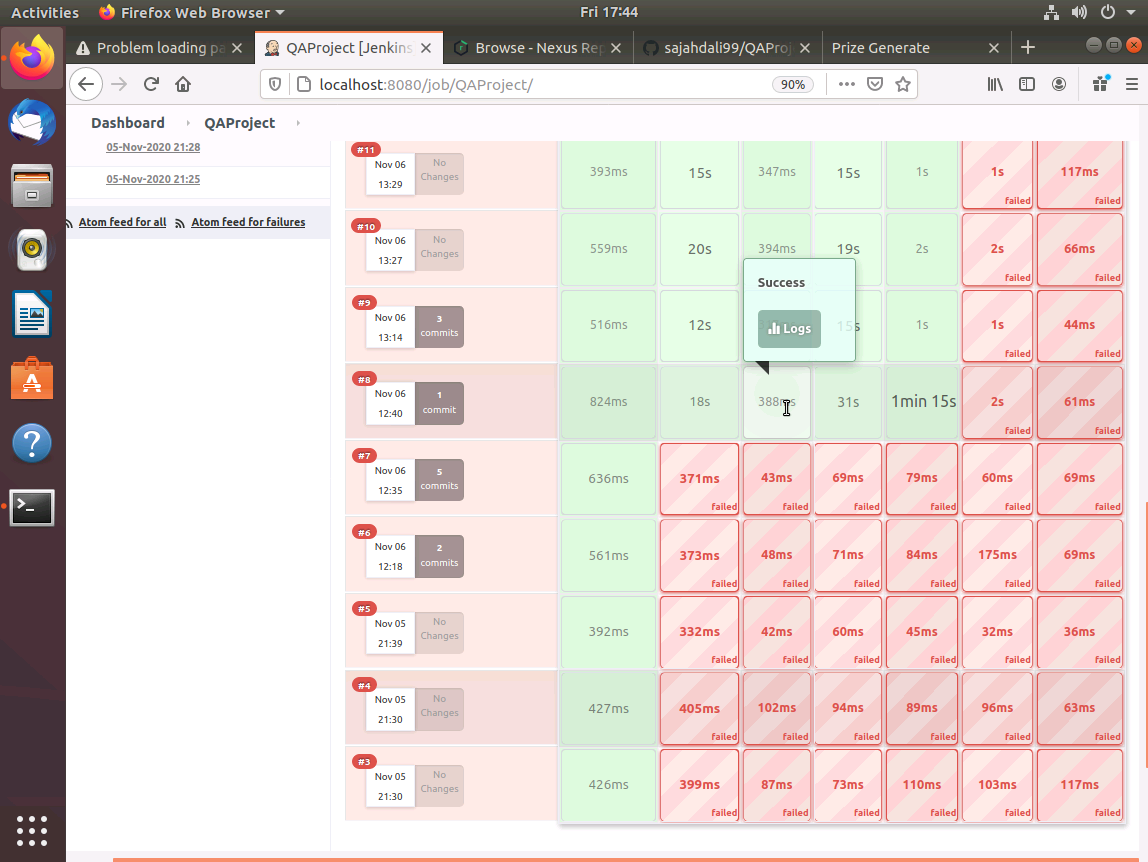 Activities
Firefox Web Browser
Fri 17:44
Problem loading pa
QAProject [Jenkins
Browse - Nexus Rep
sajahdali99/QAProj
Prize Generate
localhost:8080/job/QAProject/
90%
Dashboard
QAProject
05-Nov-2020 21:28
05-Nov-2020 21:25
Atom feed for all
Atom feed for failures
#11
Nov 06
13:29
No
Changes
393ms
15s
347ms
15s
1s
1s
failed
117ms
failed
#10
Nov 06
13:27
No
Changes
559ms
20s
394ms
19s
2s
2s
failed
66ms
failed
Success
Logs
#9
Nov 06
13:14
3
commits
516ms
12s
15s
1s
1s
failed
44ms
failed
#8
Nov 06
12:40
1
commit
824ms
18s
388ms
31s
1min 15s
2s
failed
61ms
failed
#7
Nov 06
12:35
5
commits
636ms
371ms
failed
43ms
failed
69ms
failed
79ms
failed
60ms
failed
69ms
failed
#6
Nov 06
12:18
2
commits
561ms
373ms
failed
48ms
failed
71ms
failed
84ms
failed
175ms
failed
69ms
failed
#5
Nov 05
21:39
No
Changes
392ms
332ms
failed
42ms
failed
60ms
failed
45ms
failed
32ms
failed
36ms
failed
#4
Nov 05
21:30
No
Changes
427ms
405ms
failed
102ms
failed
94ms
failed
89ms
failed
96ms
failed
63ms
failed
#3
Nov 05
21:30
No
Changes
426ms
399ms
failed
87ms
failed
73ms
failed
110ms
failed
103ms
failed
117ms
failed